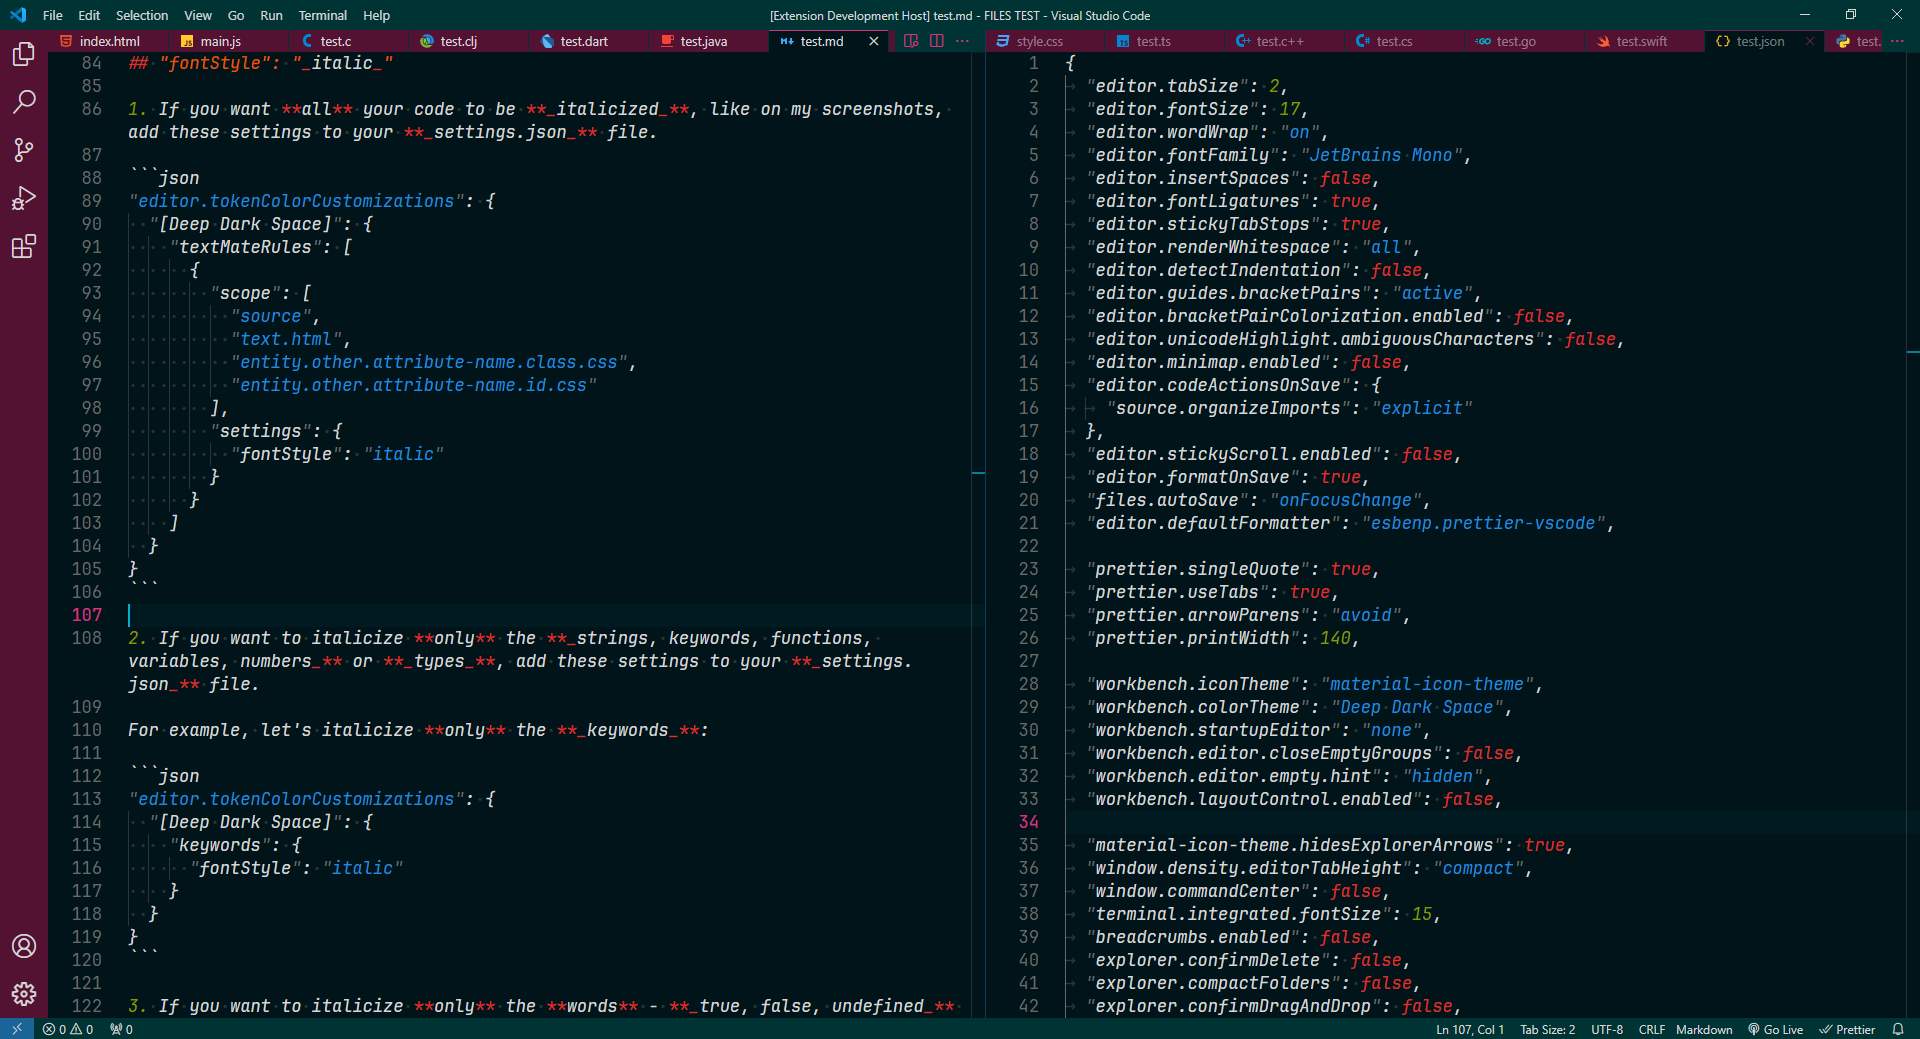 File Edit Selection View Go Run Terminal Help
[Extension Development Host] test.md - FILES TEST - Visual Studio Code
index.html main.js test.c test.clj test.dart test.java test.md
style.css test.ts test.c++ test.cs test.go test.swift test.json test.
84 ## "fontStyle": "_italic_"
85
86 1. If you want **all** your code to be **_italicized_**, like on my screenshots,
add these settings to your **_settings.json_** file.
87
88 ```json
89 "editor.tokenColorCustomizations": {
90 "[Deep Dark Space]": {
91 "textMateRules": [
92 {
93 "scope": [
94 "source",
95 "text.html",
96 "entity.other.attribute-name.class.css",
97 "entity.other.attribute-name.id.css"
98 ],
99 "settings": {
100 "fontStyle": "italic"
101 }
102 }
103 ]
104 }
105 }
106 ```
107
108 2. If you want to italicize **only** the **_strings, keywords, functions,
variables, numbers_** or **_types_**, add these settings to your **_settings.
json_** file.
109
110 For example, let's italicize **only** the **_keywords_**:
111
112 ```json
113 "editor.tokenColorCustomizations": {
114 "[Deep Dark Space]": {
115 "keywords": {
116 "fontStyle": "italic"
117 }
118 }
119 }
120 ```
121
122 3. If you want to italicize **only** the **words** - **_true, false, undefined_**
1 {
2 "editor.tabSize": 2,
3 "editor.fontSize": 17,
4 "editor.wordWrap": "on",
5 "editor.fontFamily": "JetBrains Mono",
6 "editor.insertSpaces": false,
7 "editor.fontLigatures": true,
8 "editor.stickyTabStops": true,
9 "editor.renderWhitespace": "all",
10 "editor.detectIndentation": false,
11 "editor.guides.bracketPairs": "active",
12 "editor.bracketPairColorization.enabled": false,
13 "editor.unicodeHighlight.ambiguousCharacters": false,
14 "editor.minimap.enabled": false,
15 "editor.codeActionsOnSave": {
16 "source.organizeImports": "explicit"
17 },
18 "editor.stickyScroll.enabled": false,
19 "editor.formatOnSave": true,
20 "files.autoSave": "onFocusChange",
21 "editor.defaultFormatter": "esbenp.prettier-vscode",
22
23 "prettier.singleQuote": true,
24 "prettier.useTabs": true,
25 "prettier.arrowParens": "avoid",
26 "prettier.printWidth": 140,
27
28 "workbench.iconTheme": "material-icon-theme",
29 "workbench.colorTheme": "Deep Dark Space",
30 "workbench.startupEditor": "none",
31 "workbench.editor.closeEmptyGroups": false,
32 "workbench.editor.empty.hint": "hidden",
33 "workbench.layoutControl.enabled": false,
34
35 "material-icon-theme.hidesExplorerArrows": true,
36 "window.density.editorTabHeight": "compact",
37 "window.commandCenter": false,
38 "terminal.integrated.fontSize": 15,
39 "breadcrumbs.enabled": false,
40 "explorer.confirmDelete": false,
41 "explorer.compactFolders": false,
42 "explorer.confirmDragAndDrop": false,
0 0 0 Ln 107, Col 1 Tab Size: 2 UTF-8 CRLF Markdown Go Live Prettier